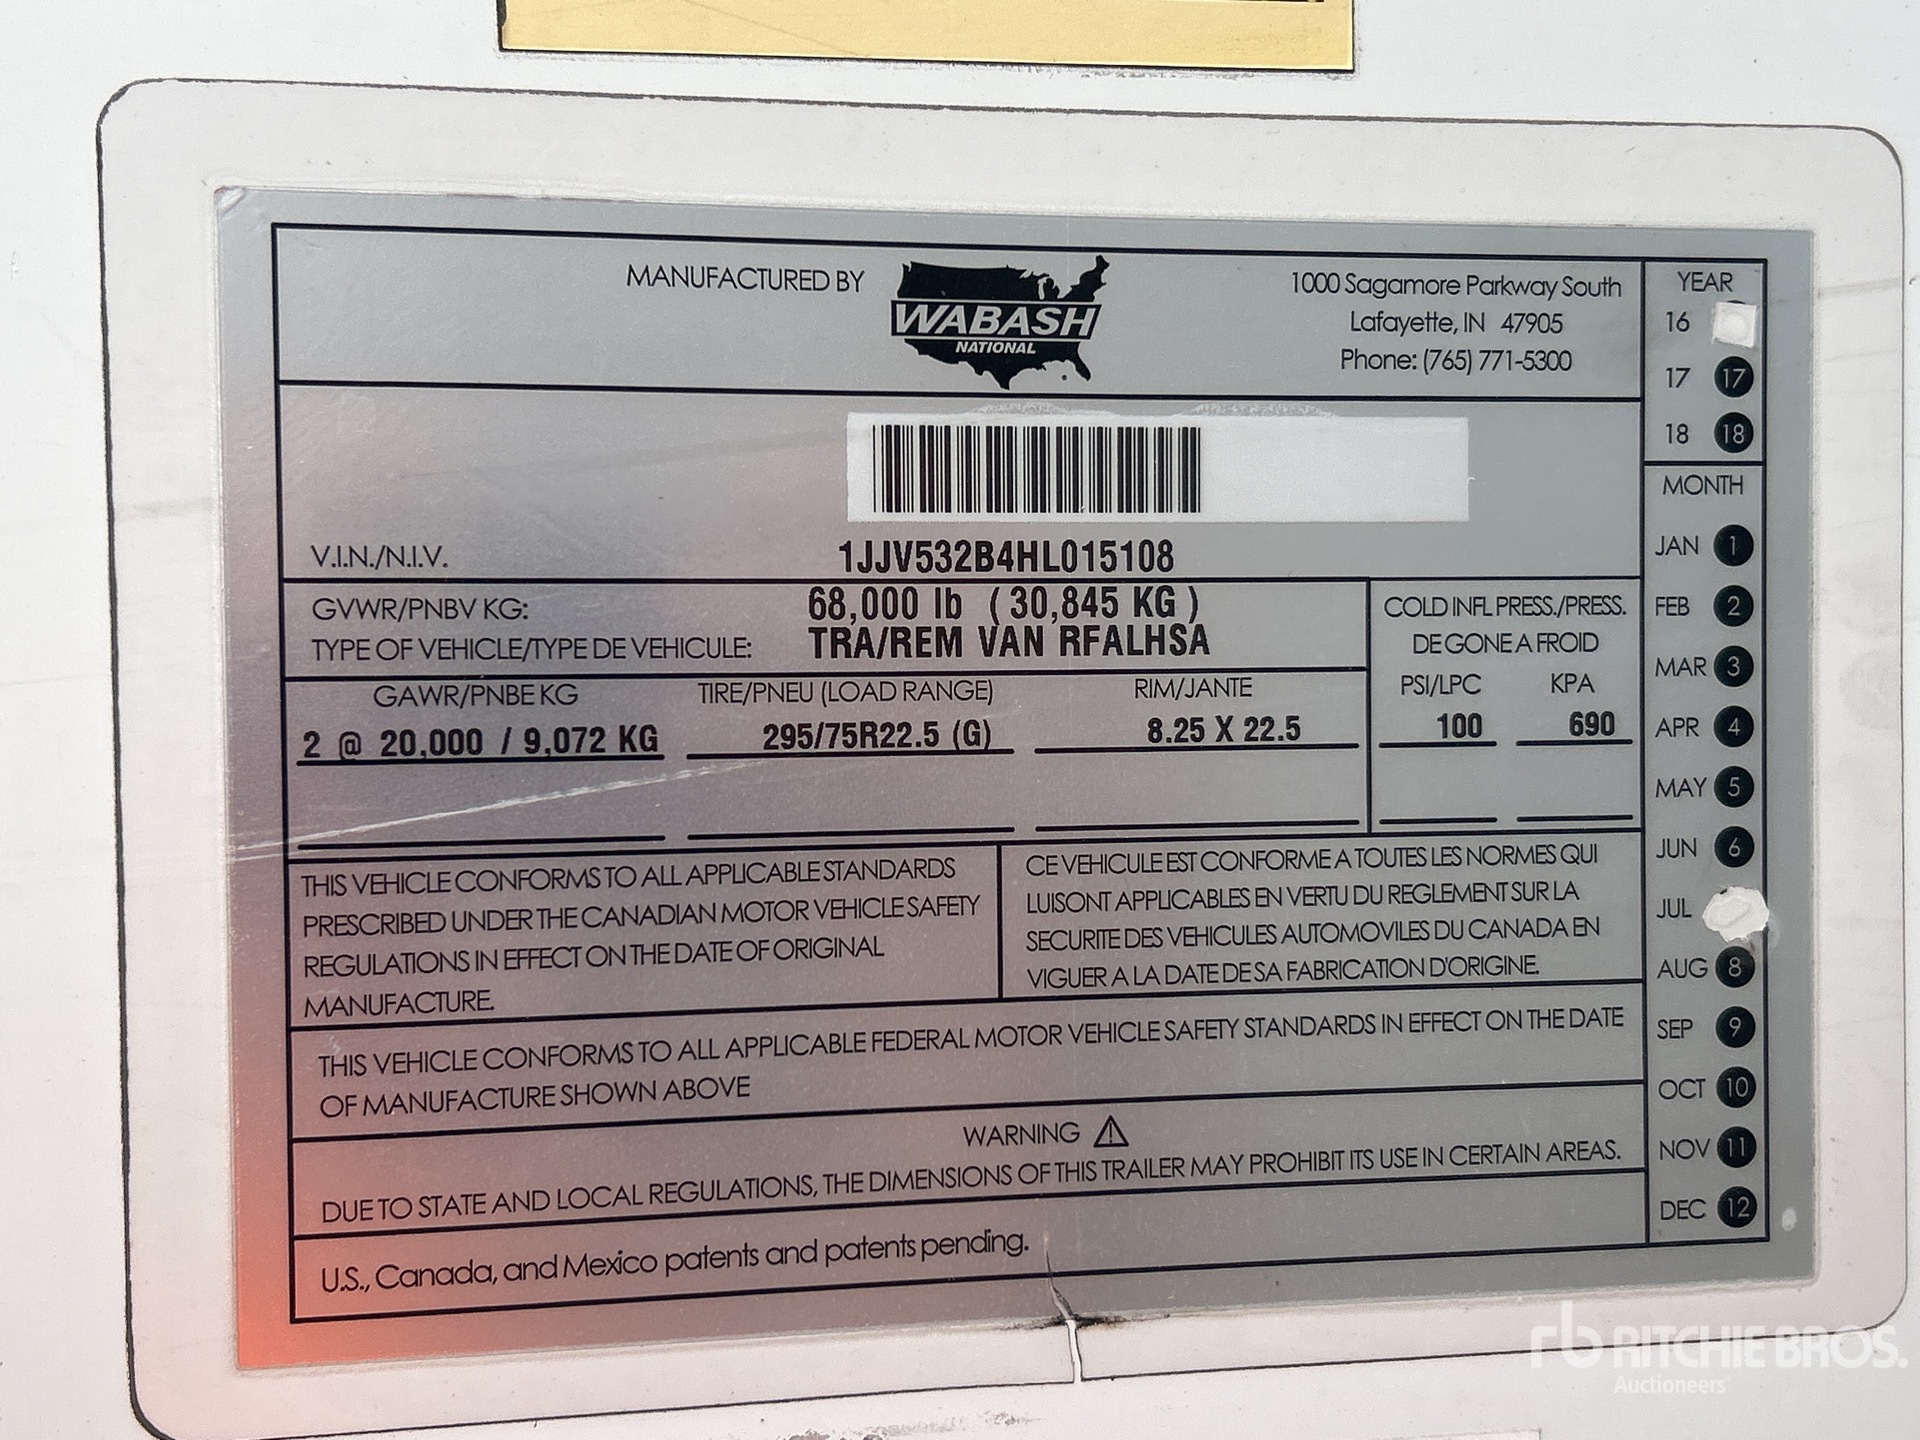 MANUFACTURED BY
WABASH
NATIONAL
1000 Sagamore Parkway South
Lafayette, IN 47905
Phone: (765) 771-5300
V.I.N./N.I.V. 1JJV532B4HL015108
GVWR/PNBV KG: 68,000 lb ( 30,845 KG )
TYPE OF VEHICLE/TYPE DE VEHICULE: TRA/REM VAN RFALHSA
COLD INFL PRESS./PRESS.
DE GONE A FROID
GAWR/PNBE KG TIRE/PNEU (LOAD RANGE) RIM/JANTE PSI/LPC KPA
2 @ 20,000 / 9,072 KG 295/75R22.5 (G) 8.25 X 22.5 100 690
THIS VEHICLE CONFORMS TO ALL APPLICABLE STANDARDS
PRESCRIBED UNDER THE CANADIAN MOTOR VEHICLE SAFETY
REGULATIONS IN EFFECT ON THE DATE OF ORIGINAL
MANUFACTURE.
CE VEHICULE EST CONFORME A TOUTES LES NORMES QUI
LUISONT APPLICABLES EN VERTU DU REGLEMENT SUR LA
SECURITE DES VEHICULES AUTOMOVILES DU CANADA EN
VIGUER A LA DATE DE SA FABRICATION D'ORIGINE.
THIS VEHICLE CONFORMS TO ALL APPLICABLE FEDERAL MOTOR VEHICLE SAFETY STANDARDS IN EFFECT ON THE DATE
OF MANUFACTURE SHOWN ABOVE
WARNING
DUE TO STATE AND LOCAL REGULATIONS, THE DIMENSIONS OF THIS TRAILER MAY PROHIBIT ITS USE IN CERTAIN AREAS.
U.S., Canada, and Mexico patents and patents pending.
YEAR
16
17 17
18 18
MONTH
JAN 1
FEB 2
MAR 3
APR 4
MAY 5
JUN 6
JUL
AUG 8
SEP 9
OCT 10
NOV 11
DEC 12
rb RITCHIE BROS.
Auctioneers